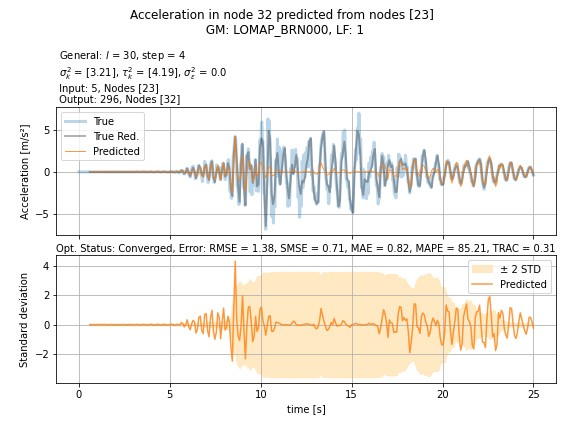 Acceleration in node 32 predicted from nodes [23]
GM: LOMAP_BRN000, LF: 1
General: l = 30, step = 4
σ_k² = [3.21], τ_k² = [4.19], σ_ε² = 0.0
Input: 5, Nodes [23]
Output: 296, Nodes [32]
True
True Red.
Predicted
Acceleration [m/s²]
5
0
−5
Opt. Status: Converged, Error: RMSE = 1.38, SMSE = 0.71, MAE = 0.82, MAPE = 85.21, TRAC = 0.31
± 2 STD
Predicted
Standard deviation
4
2
0
−2
0 5 10 15 20 25
time [s]